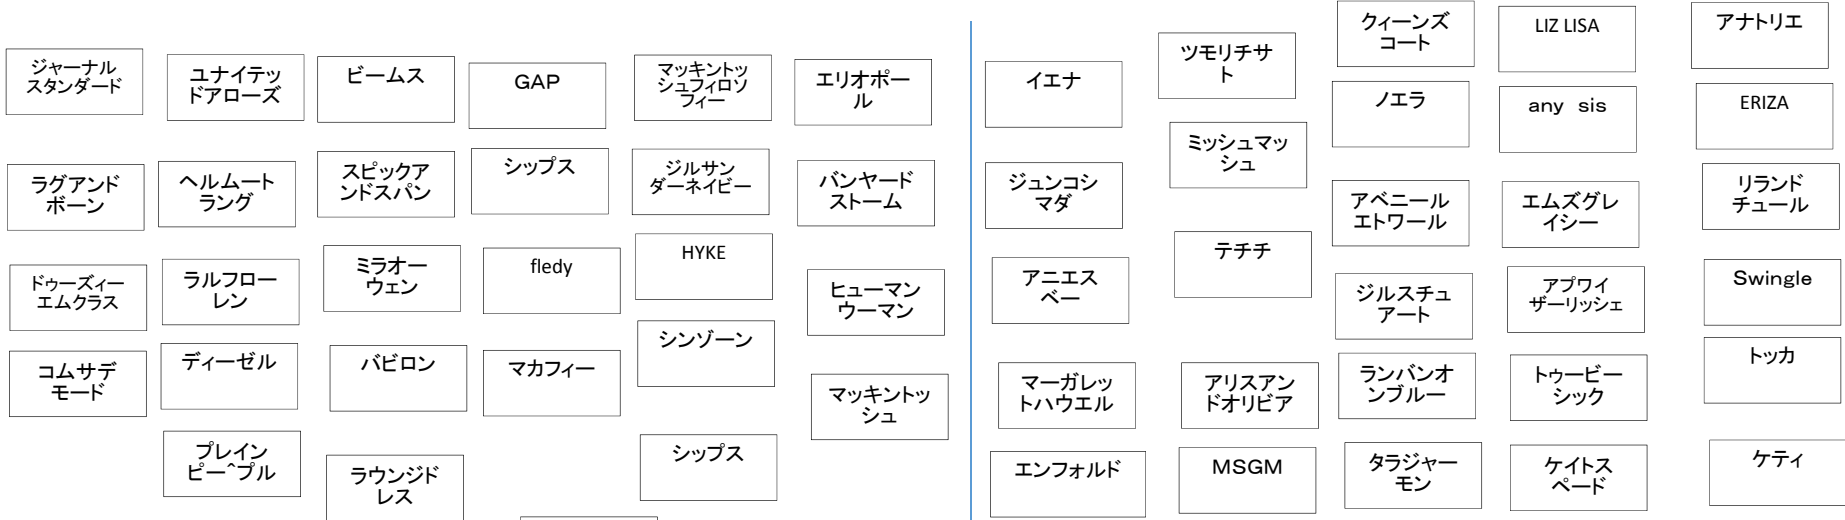 ジャーナル
スタンダード
ユナイテッ
ドアローズ
ビームス
GAP
マッキントッ
シュフィロソ
フィー
エリオポー
ル
ラグアンド
ボーン
ヘルムート
ラング
スピックア
ンドスパン
シップス
ジルサン
ダーネイビー
バンヤード
ストーム
ドゥーズィー
エムクラス
ラルフロー
レン
ミラオー
ウェン
fledy
HYKE
ヒューマン
ウーマン
コムサデ
モード
ディーゼル
バビロン
マカフィー
シンゾーン
マッキントッ
シュ
プレイン
ピー^プル
ラウンジド
レス
シップス
イエナ
ツモリチサ
ト
クィーンズ
コート
LIZ LISA
アナトリエ
ノエラ
any sis
ERIZA
ミッシュマッ
シュ
ジュンコシ
マダ
アベニール
エトワール
エムズグレ
イシー
リランド
チュール
テチチ
アニエス
ベー
ジルスチュ
アート
アプワイ
ザーリッシェ
Swingle
マーガレッ
トハウエル
アリスアン
ドオリビア
ランバンオ
ンブルー
トゥービー
シック
トッカ
エンフォルド
MSGM
タラジャー
モン
ケイトス
ペード
ケティ